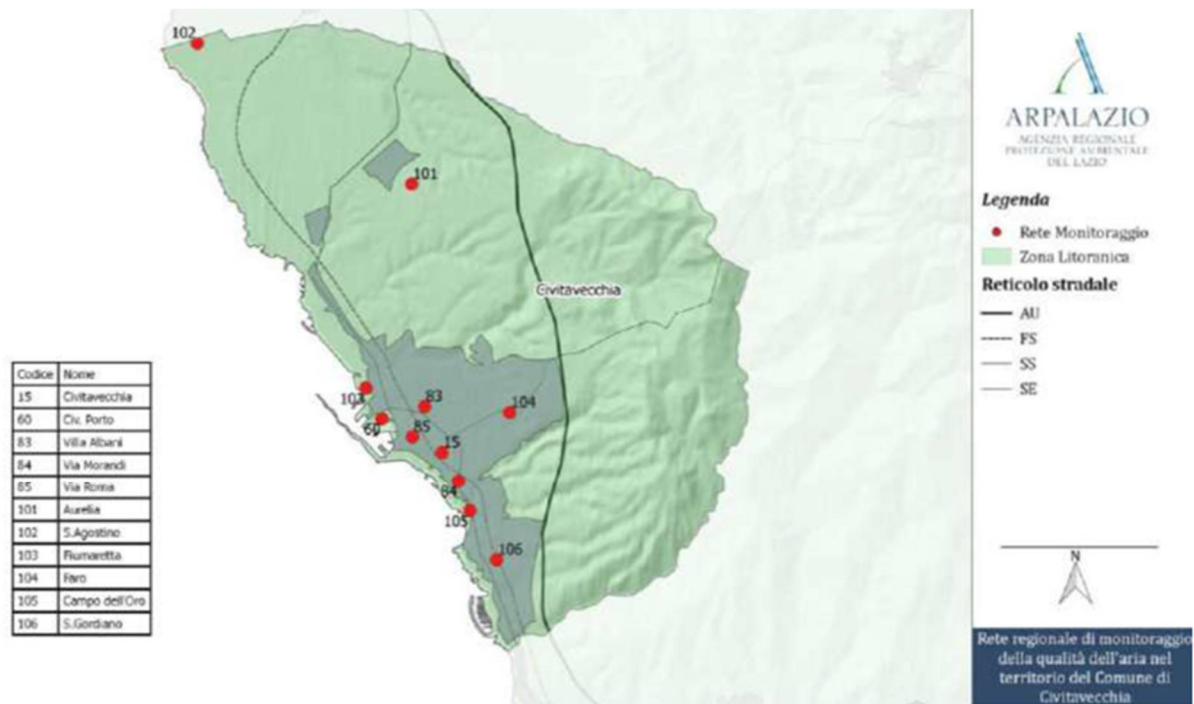 102
101
Civitavecchia
103
83
104
60
85
15
84
105
106
Codice Nome
15 Civitavecchia
60 Civ. Porto
83 Villa Albani
84 Via Morandi
85 Via Roma
101 Aurelia
102 S.Agostino
103 Fiumaretta
104 Faro
105 Campo dell'Oro
106 S.Gordiano
ARPALAZIO
AGENZIA REGIONALE
PROTEZIONE AMBIENTALE
DEL LAZIO
Legenda
Rete Monitoraggio
Zona Litoranica
Reticolo stradale
AU
FS
SS
SE
N
Rete regionale di monitoraggio
della qualità dell'aria nel
territorio del Comune di
Civitavecchia